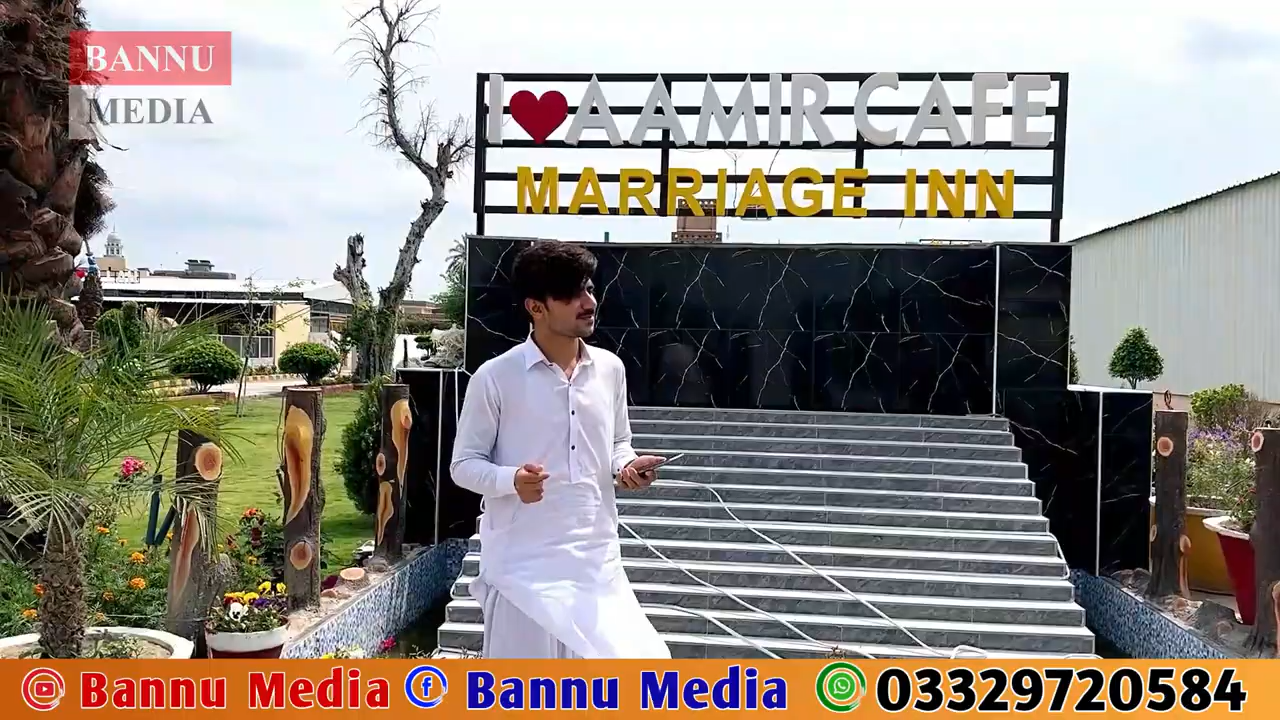 BANNU
MEDIA
I ❤ AAMIR CAFE
MARRIAGE INN
Bannu Media Bannu Media 03329720584